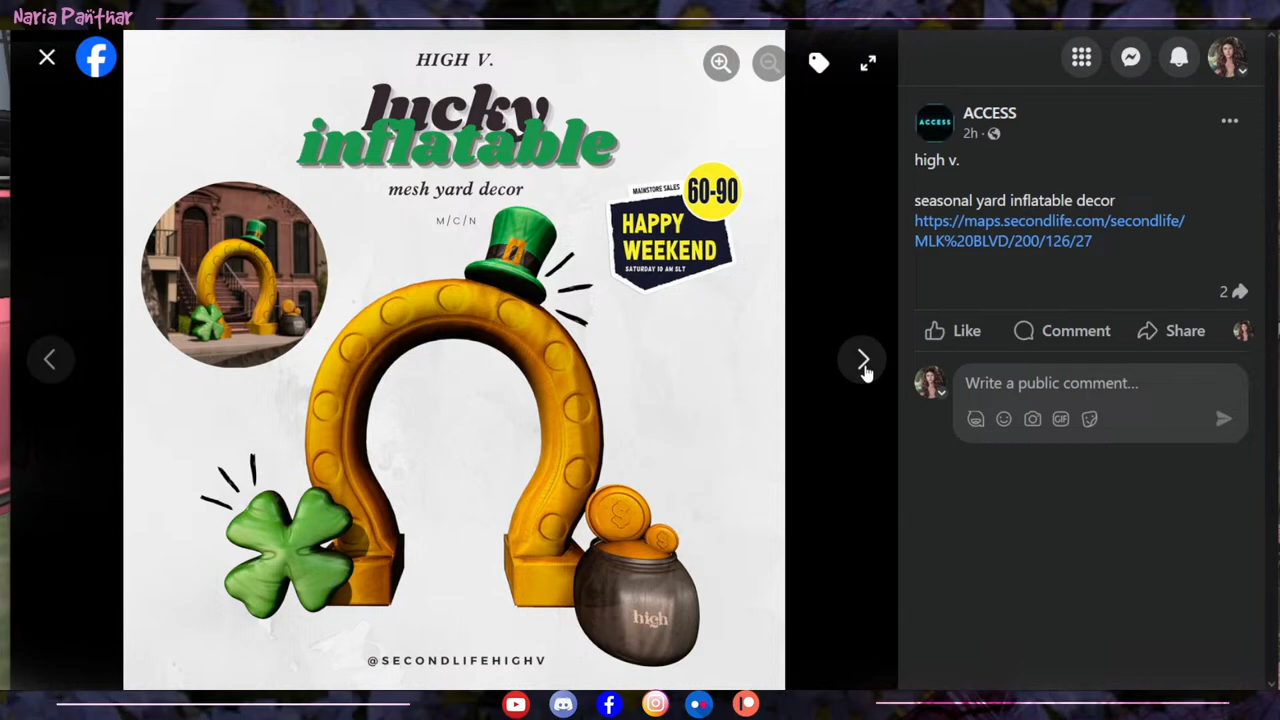 Naria Panthar
HIGH V.
lucky
inflatable
mesh yard decor
M/C/N
MAINSTORE SALES
60-90
HAPPY
WEEKEND
SATURDAY 10 AM SLT
high
@SECONDLIFEHIGHV
ACCESS
ACCESS
2h
high v.
seasonal yard inflatable decor
https://maps.secondlife.com/secondlife/
MLK%20BLVD/200/126/27
2
Like
Comment
Share
Write a public comment...
GIF